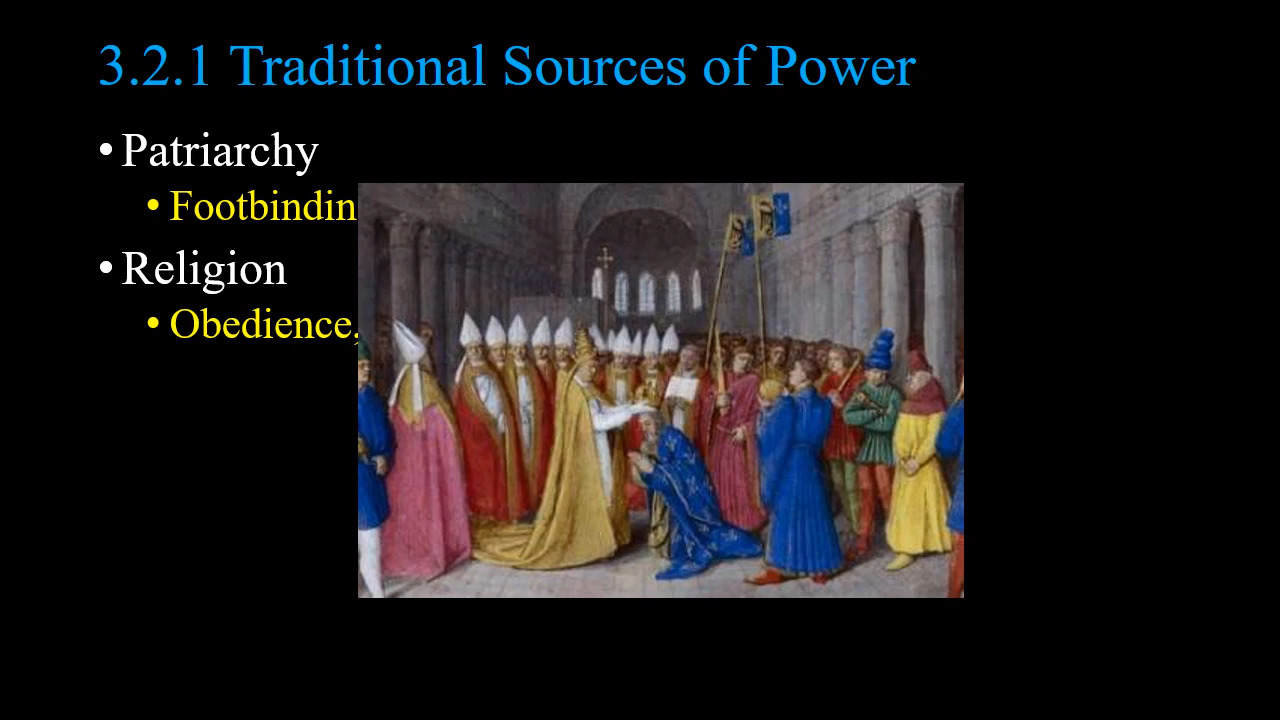 3.2.1 Traditional Sources of Power
• Patriarchy
• Footbindin
• Religion
• Obedience,